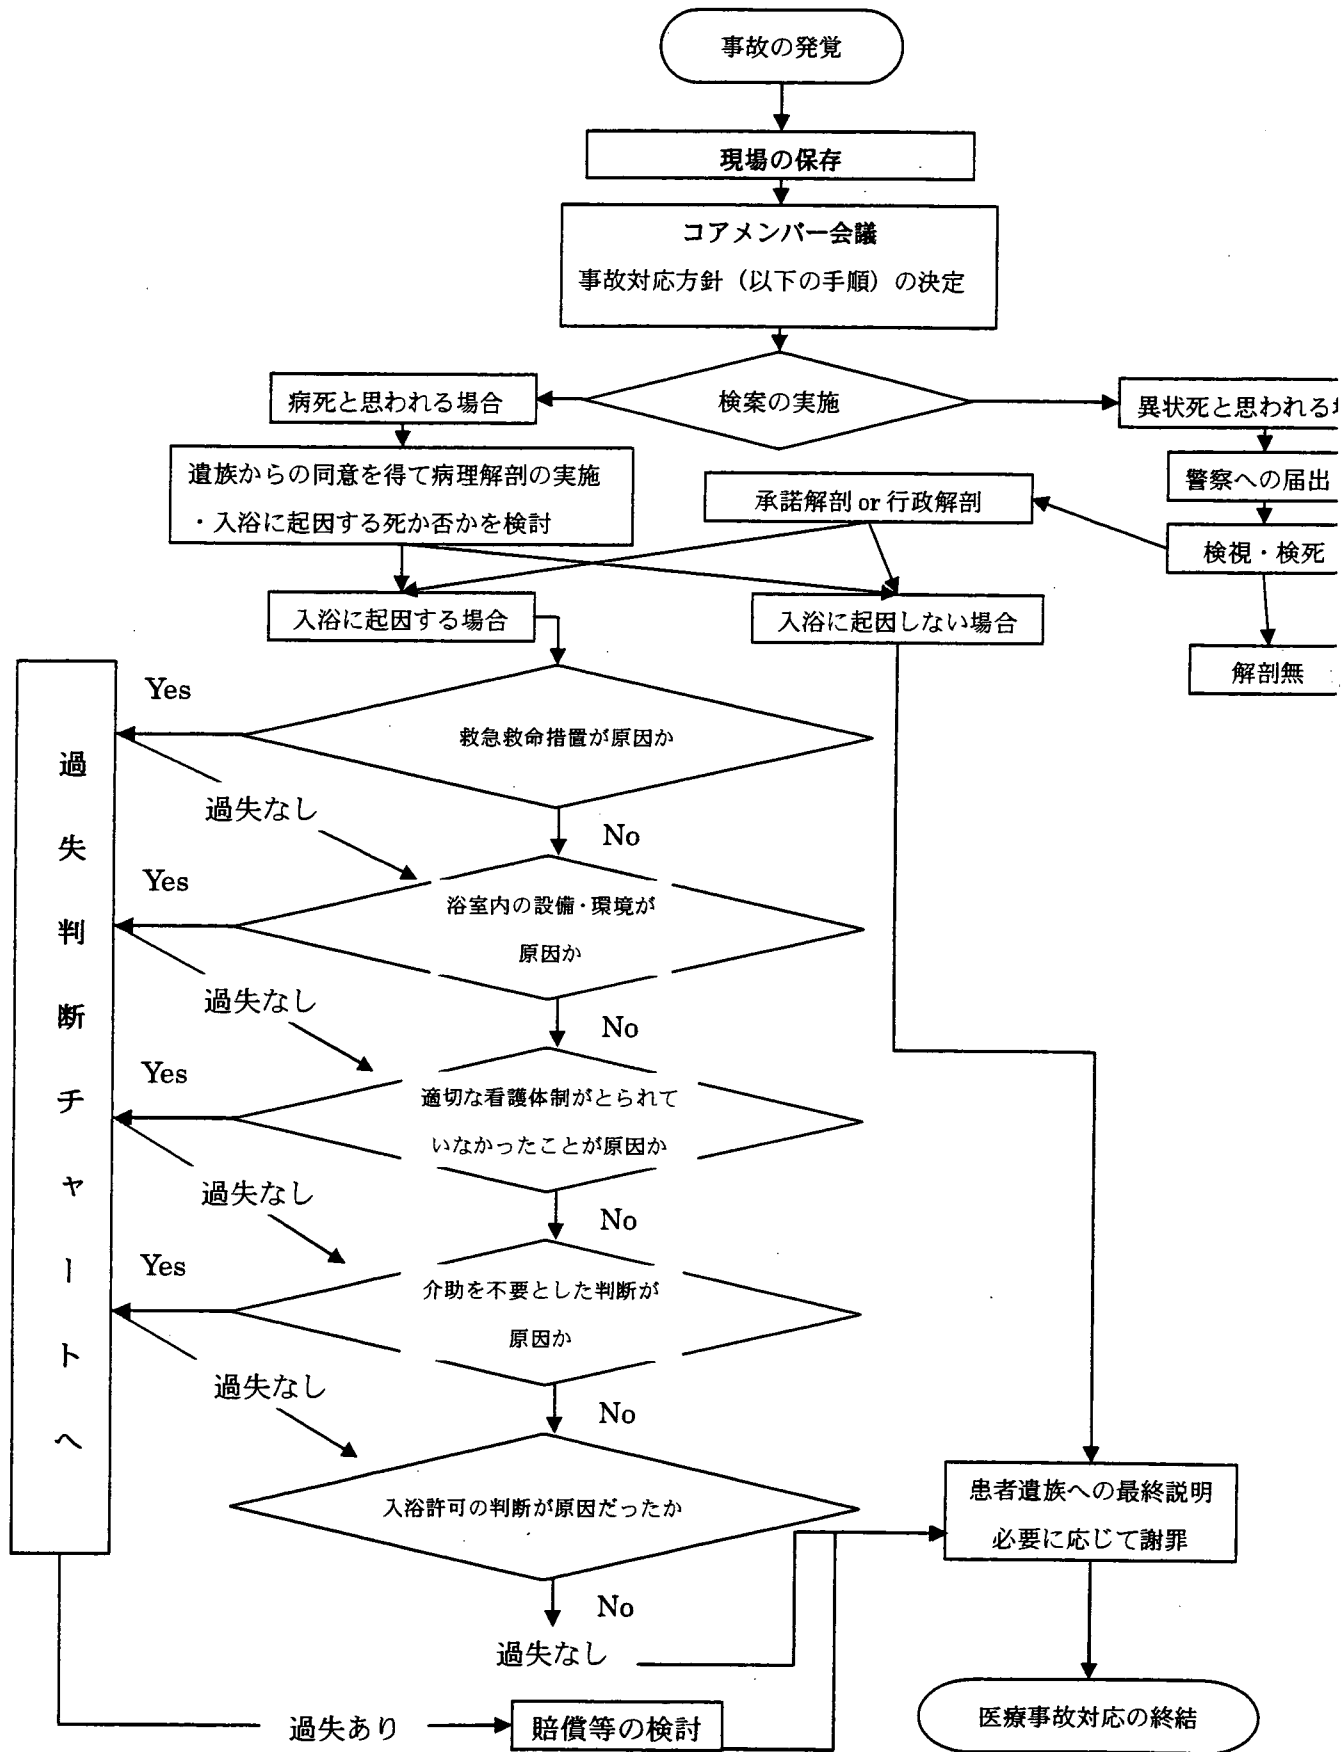 事故の発覚
現場の保存
コアメンバー会議
事故対応方針（以下の手順）の決定
検案の実施
病死と思われる場合
異状死と思われる
遺族からの同意を得て病理解剖の実施
・入浴に起因する死か否かを検討
承諾解剖 or 行政解剖
警察への届出
検視・検死
入浴に起因する場合
入浴に起因しない場合
解剖無
過失判断チャートへ
Yes
救急救命措置が原因か
過失なし
No
Yes
浴室内の設備・環境が
原因か
過失なし
No
Yes
適切な看護体制がとられて
いなかったことが原因か
過失なし
No
Yes
介助を不要とした判断が
原因か
過失なし
No
入浴許可の判断が原因だったか
No
過失なし
患者遺族への最終説明
必要に応じて謝罪
過失あり
賠償等の検討
医療事故対応の終結